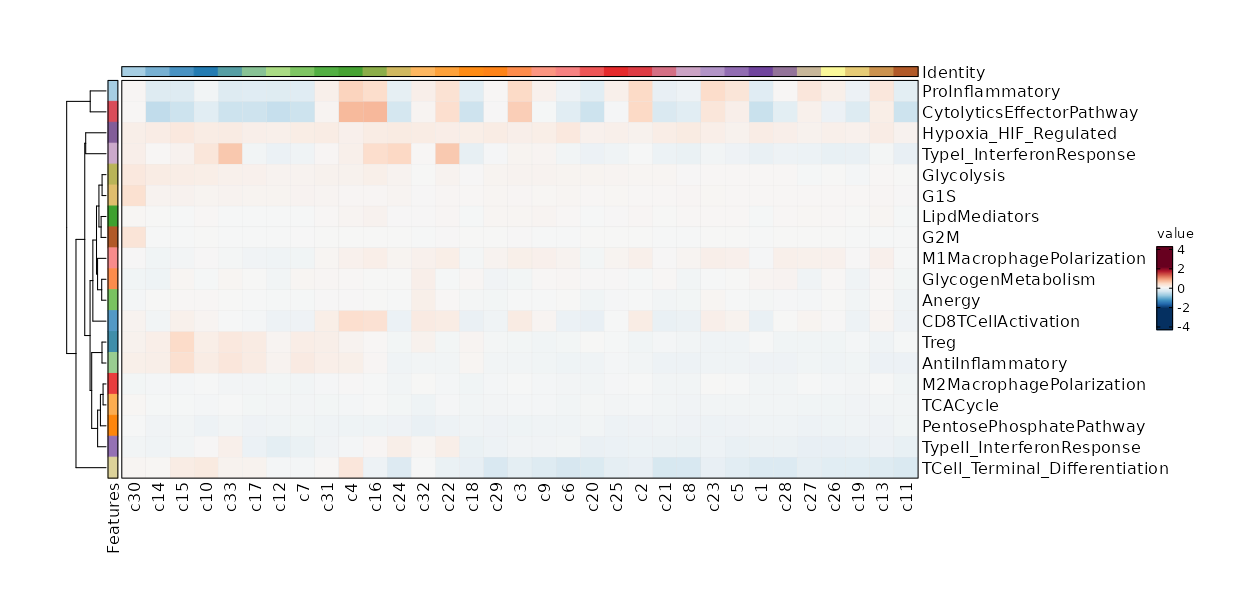 Identity
ProInflammatory
CytolyticsEffectorPathway
Hypoxia_HIF_Regulated
TypeI_InterferonResponse
Glycolysis
G1S
LipdMediators
G2M
M1MacrophagePolarization
GlycogenMetabolism
Anergy
CD8TCellActivation
Treg
AntiInflammatory
M2MacrophagePolarization
TCACycle
PentosePhosphatePathway
TypeII_InterferonResponse
TCell_Terminal_Differentiation
value
4
2
0
-2
-4
Features c30 c14 c15 c10 c33 c17 c12 c7 c31 c4 c16 c24 c32 c22 c18 c29 c3 c9 c6 c20 c25 c2 c21 c8 c23 c5 c1 c28 c27 c26 c19 c13 c11